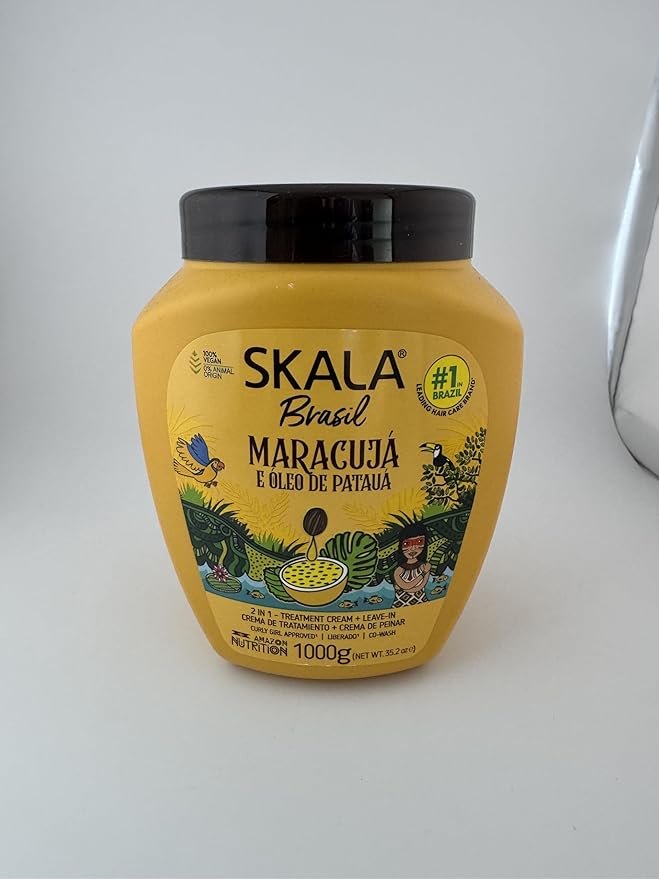 100%
VEGAN
0% ANIMAL
ORIGIN
SKALA®
Brasil
#1 IN
BRAZIL
LEADING HAIR CARE BRAND¹
MARACUJÁ
E ÓLEO DE PATAUÁ
2 IN 1 - TREATMENT CREAM + LEAVE-IN
CREMA DE TRATAMIENTO + CREMA DE PEINAR
CURLY GIRL APPROVED¹ | LIBERADO¹ | CO-WASH
AMAZON
NUTRITION
1000g (NET WT. 35.2 oz℮)